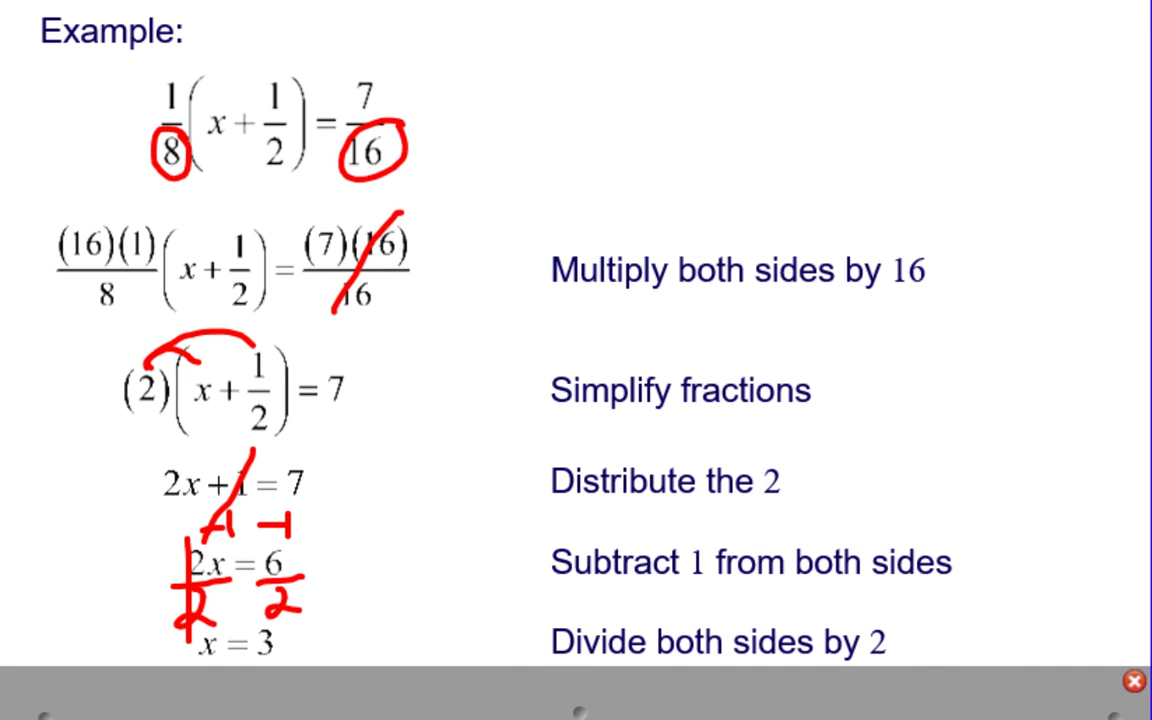 Example:
1/8 ( x + 1/2 ) = 7/16
(16)(1)/8 ( x + 1/2 ) = (7)(16)/16 Multiply both sides by 16
(2) ( x + 1/2 ) = 7 Simplify fractions
2x + 1 = 7 Distribute the 2
-1 -1
2x = 6 Subtract 1 from both sides
2 2
x = 3 Divide both sides by 2